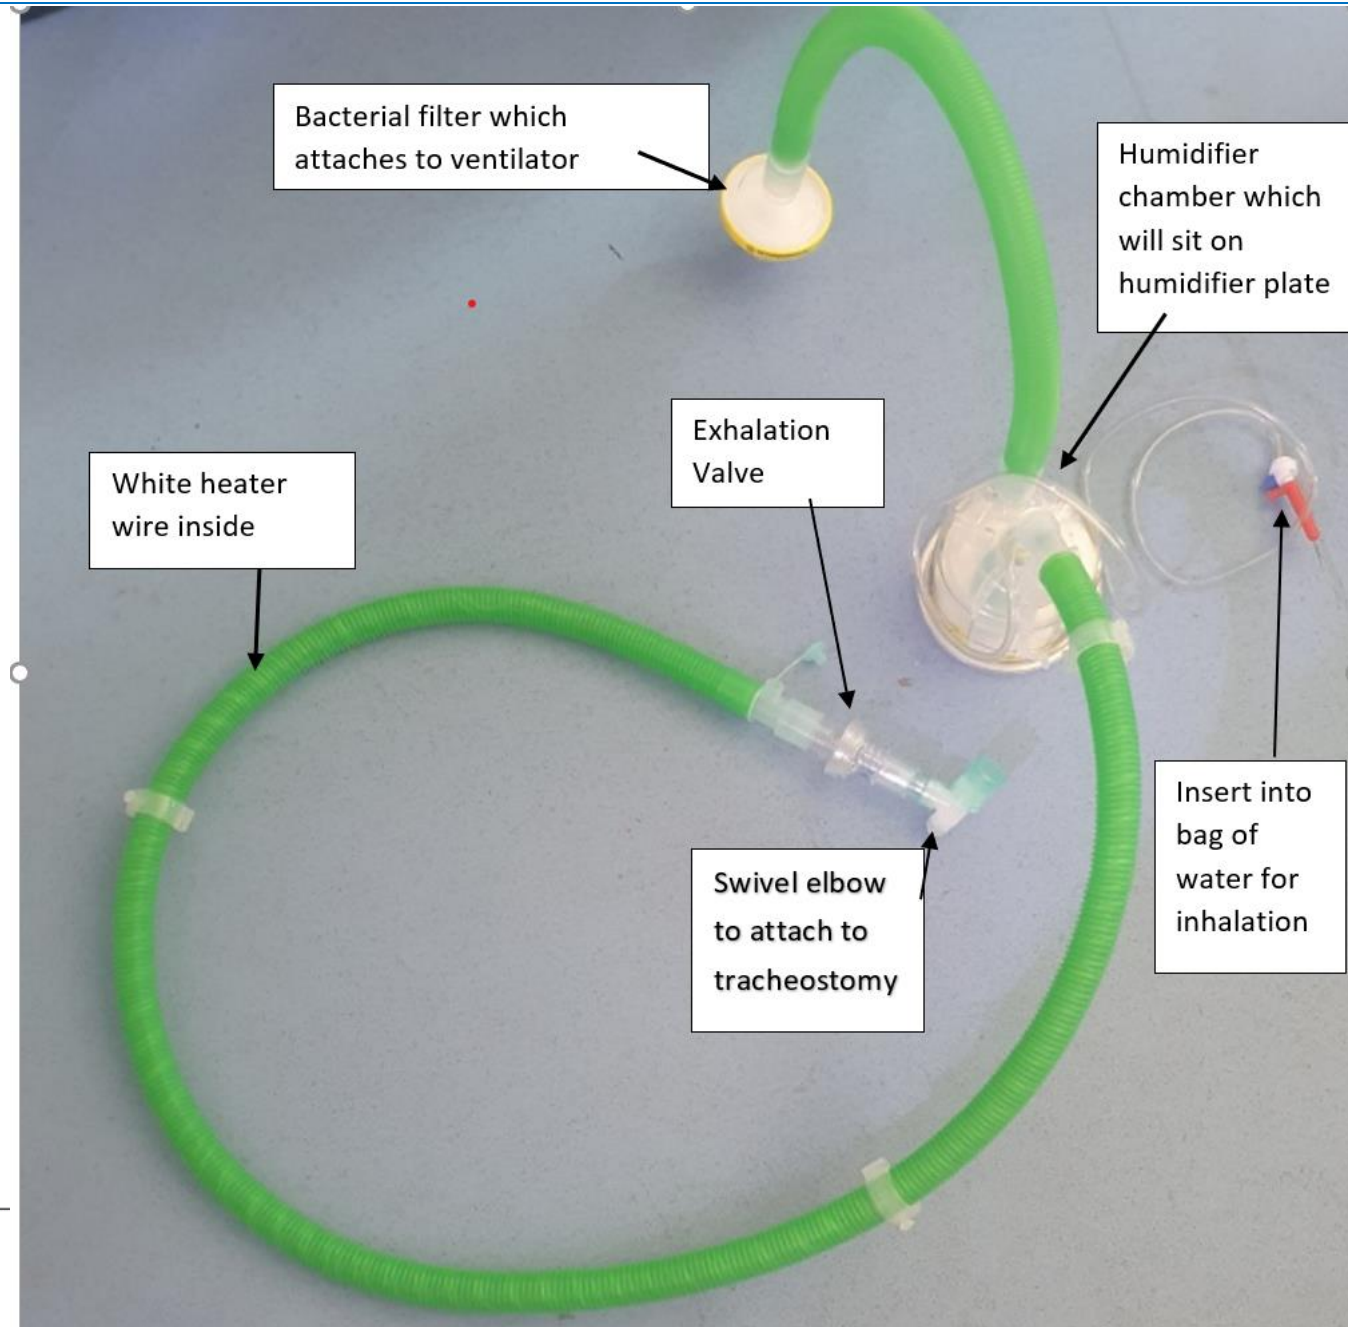 Bacterial filter which
attaches to ventilator
Humidifier
chamber which
will sit on
humidifier plate
Exhalation
Valve
White heater
wire inside
Insert into
bag of
water for
inhalation
Swivel elbow
to attach to
tracheostomy